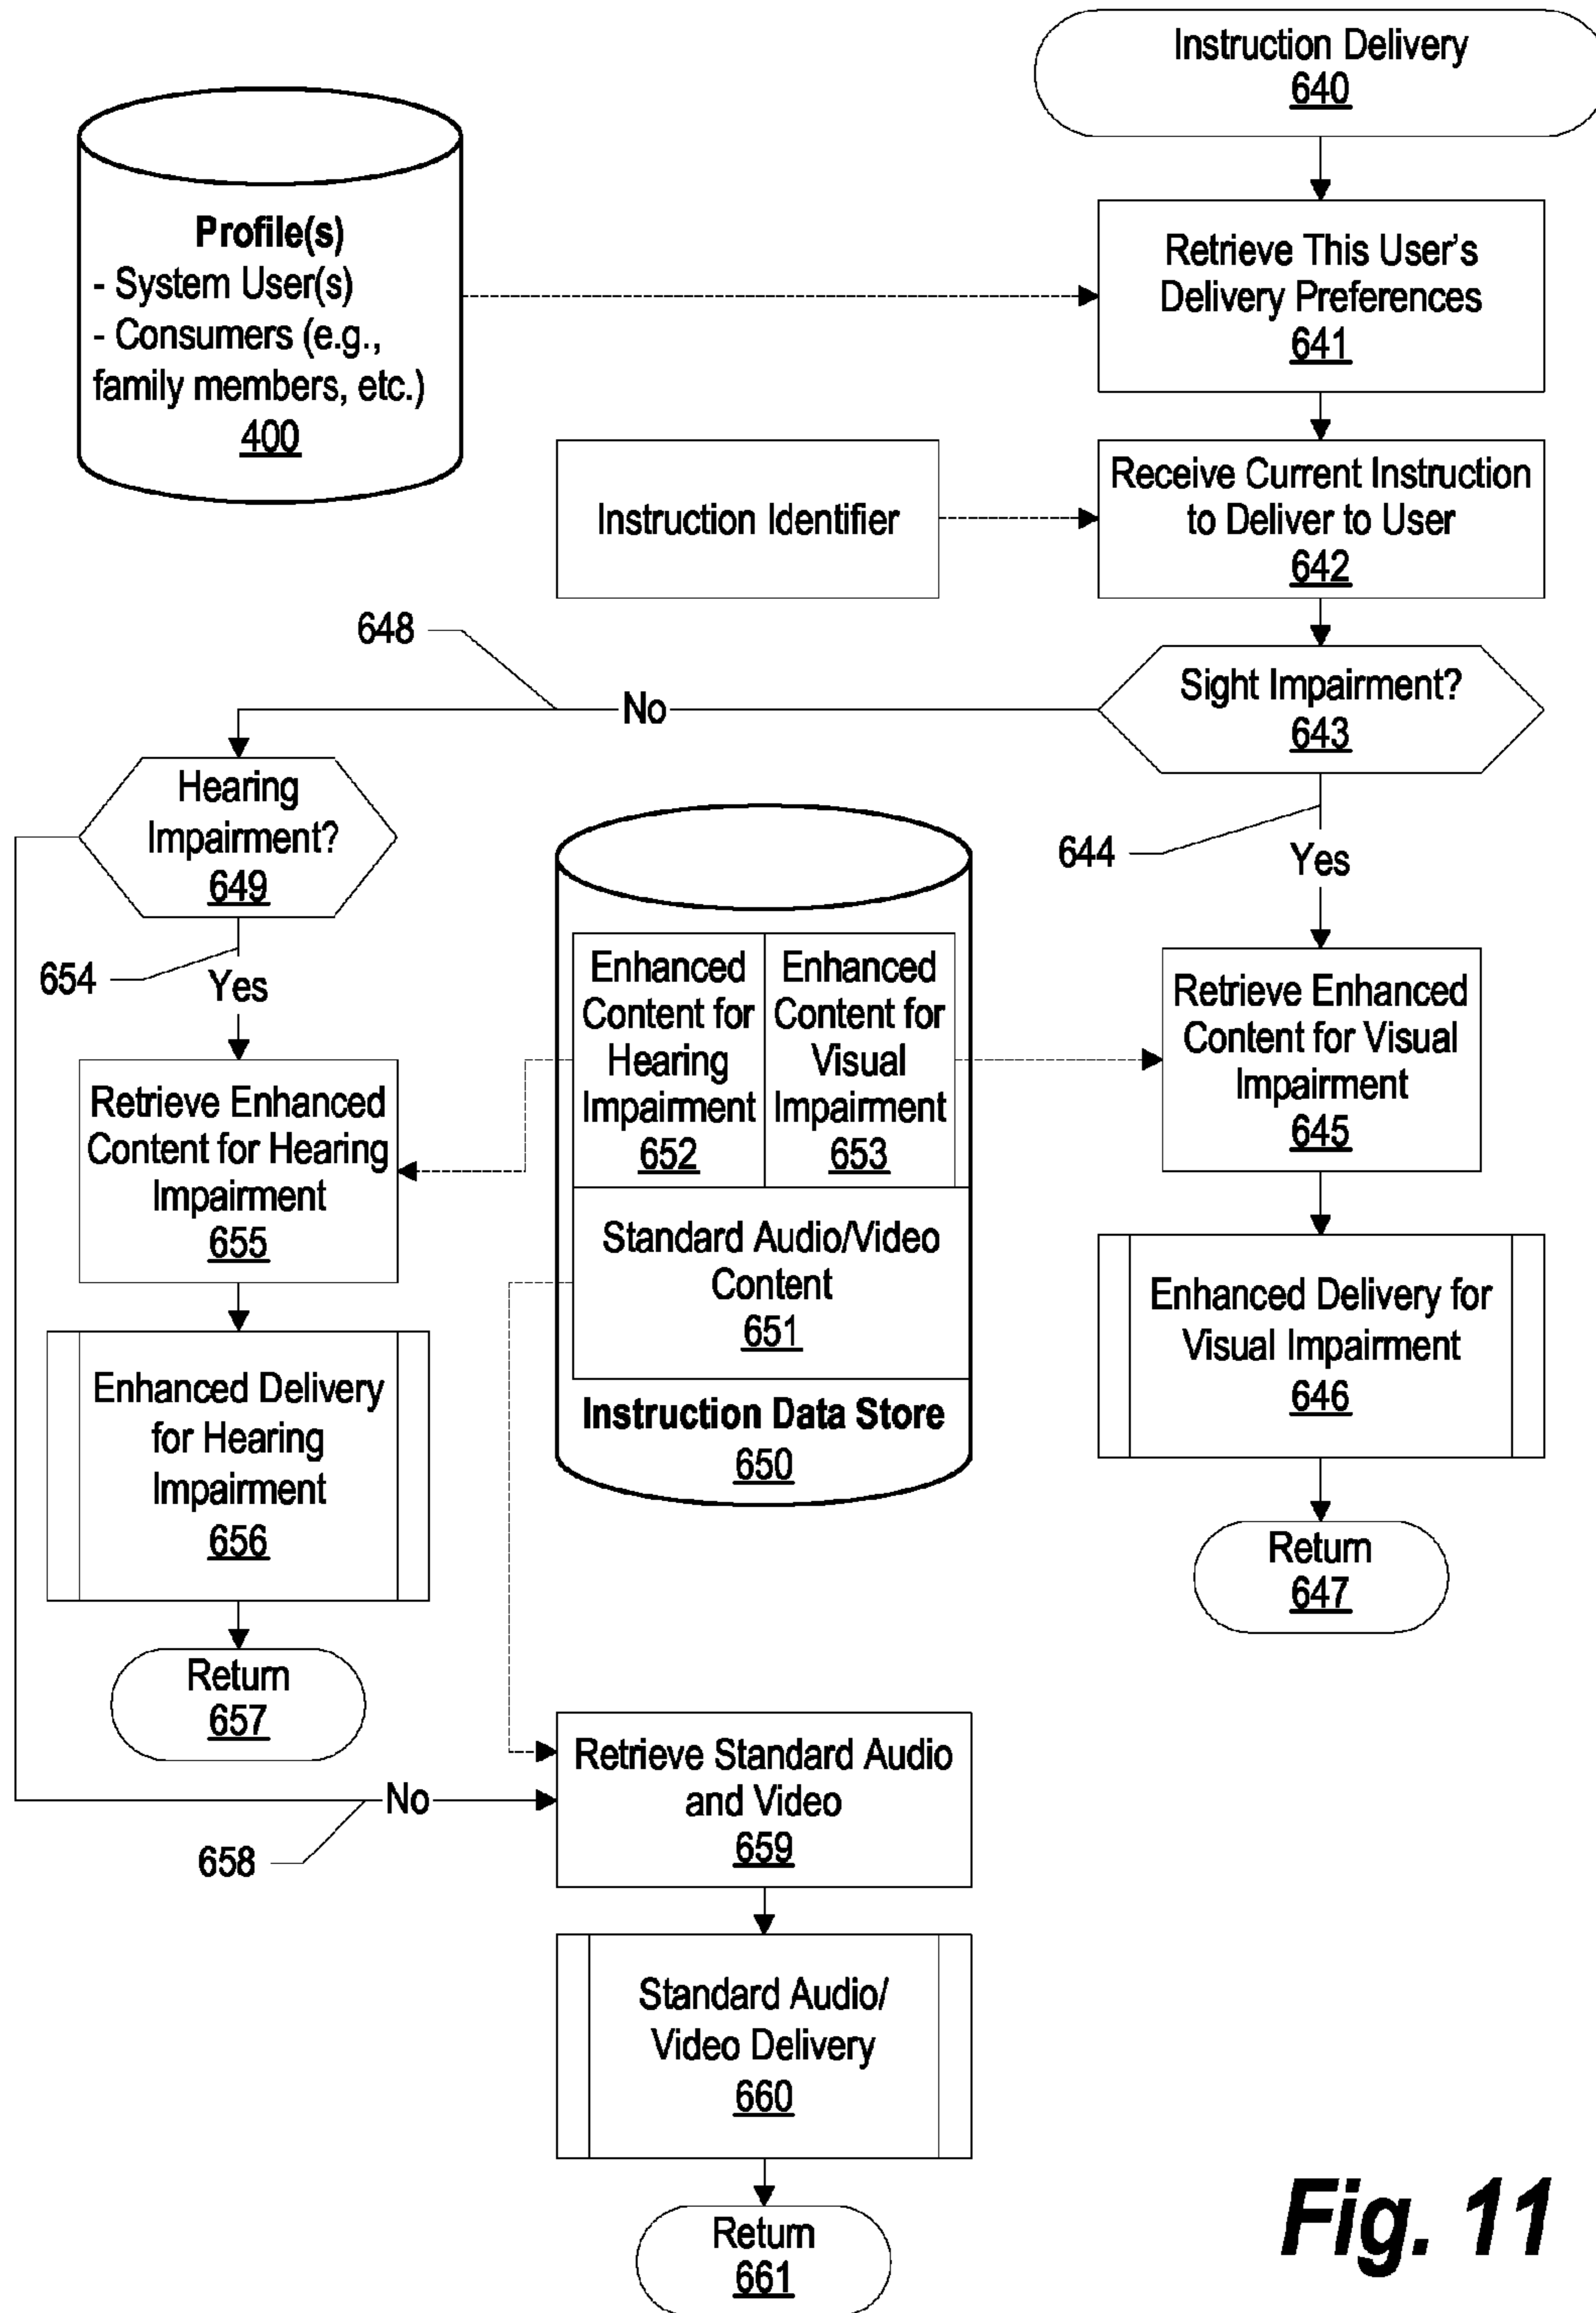 Instruction Delivery
640
Profile(s)
- System User(s)
- Consumers (e.g.,
family members, etc.)
400
Retrieve This User's
Delivery Preferences
641
Instruction Identifier
Receive Current Instruction
to Deliver to User
642
648
No
Sight Impairment?
643
Hearing
Impairment?
649
644
Yes
654
Yes
Enhanced
Content for
Hearing
Impairment
652
Enhanced
Content for
Visual
Impairment
653
Standard Audio/Video
Content
651
Instruction Data Store
650
Retrieve Enhanced
Content for Visual
Impairment
645
Retrieve Enhanced
Content for Hearing
Impairment
655
Enhanced Delivery for
Visual Impairment
646
Enhanced Delivery
for Hearing
Impairment
656
Return
647
Return
657
No
658
Retrieve Standard Audio
and Video
659
Standard Audio/
Video Delivery
660
Return
661
Fig. 11